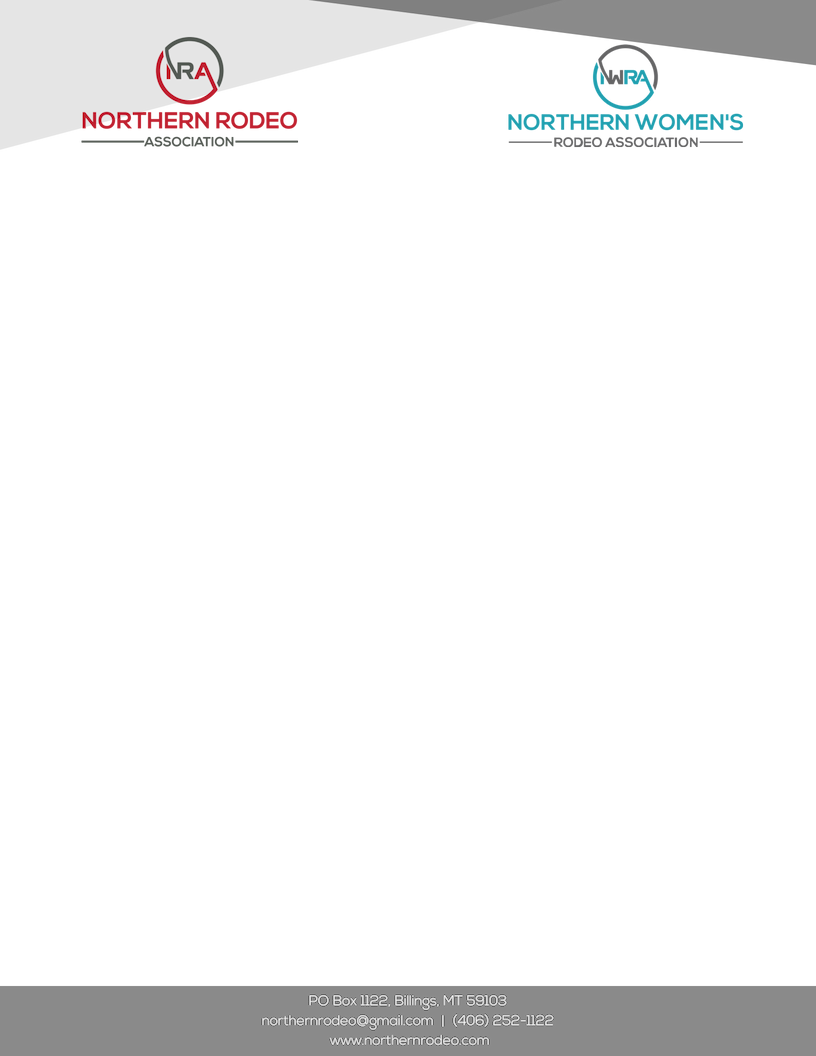 NRA
NORTHERN RODEO
ASSOCIATION
NWRA
NORTHERN WOMEN'S
RODEO ASSOCIATION
PO Box 1122, Billings, MT 59103
northernrodeo@gmail.com | (406) 252-1122
www.northernrodeo.com